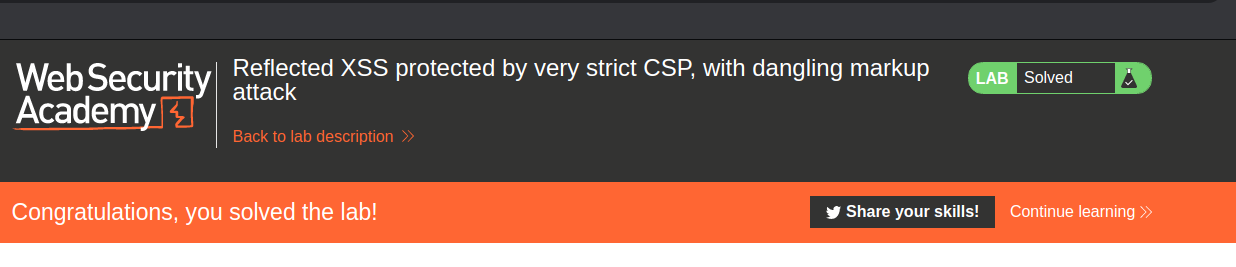 Web Security
Academy
Reflected XSS protected by very strict CSP, with dangling markup
attack
Back to lab description
LAB
Solved
Congratulations, you solved the lab!
Share your skills!
Continue learning